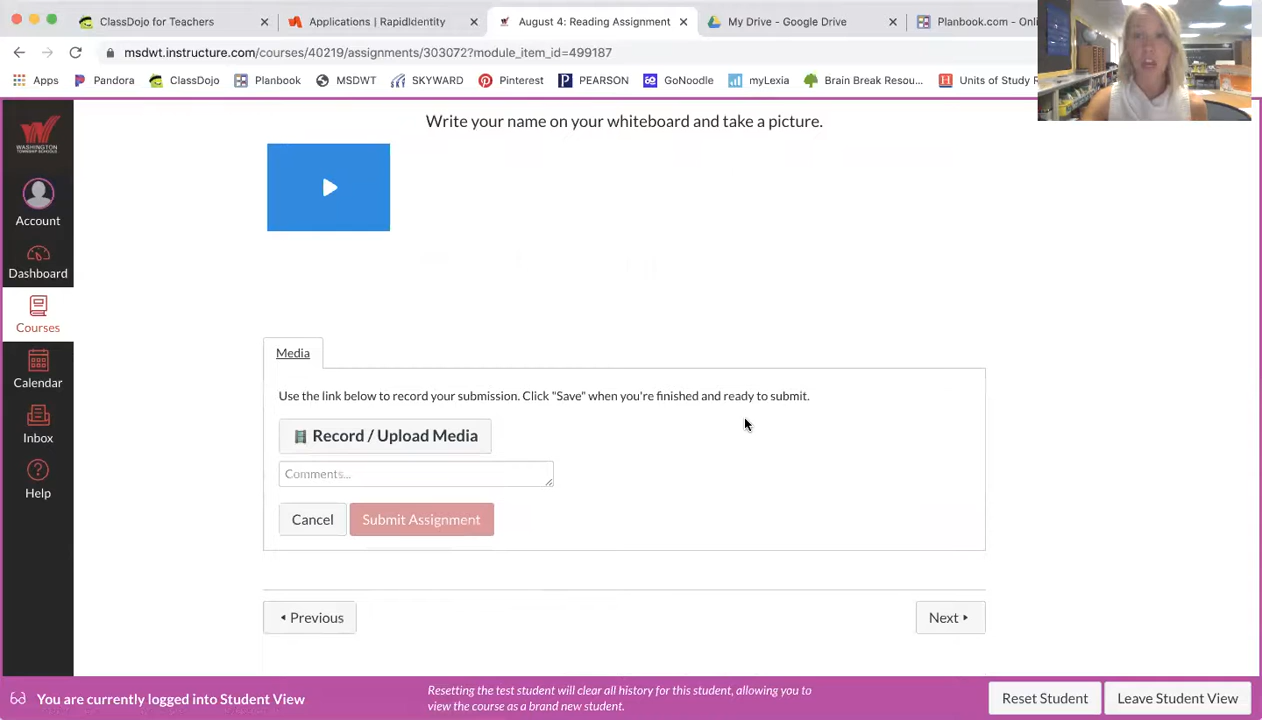 ClassDojo for Teachers
Applications | RapidIdentity
August 4: Reading Assignment
My Drive - Google Drive
Planbook.com - Onli
msdwt.instructure.com/courses/40219/assignments/303072?module_item_id=499187
Apps Pandora ClassDojo Planbook MSDWT SKYWARD Pinterest PEARSON GoNoodle myLexia Brain Break Resou... Units of Study R
WASHINGTON
TOWNSHIP SCHOOLS
Account
Dashboard
Courses
Calendar
Inbox
Help
Write your name on your whiteboard and take a picture.
Media
Use the link below to record your submission. Click "Save" when you're finished and ready to submit.
Record / Upload Media
Comments...
Cancel Submit Assignment
Previous Next
You are currently logged into Student View
Resetting the test student will clear all history for this student, allowing you to
view the course as a brand new student.
Reset Student Leave Student View